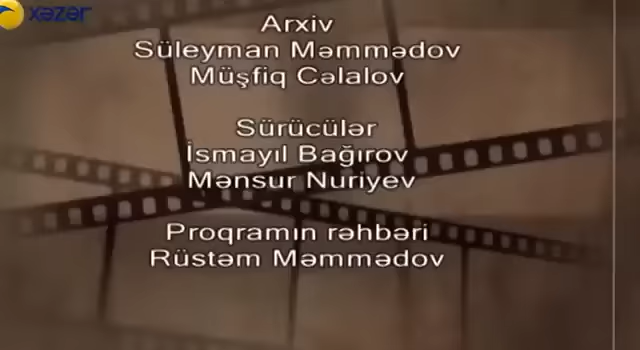 xəzər
Arxiv
Süleyman Məmmədov
Müşfiq Cəlalov
Sürücülər
İsmayıl Bağırov
Mənsur Nuriyev
Proqramın rəhbəri
Rüstəm Məmmədov